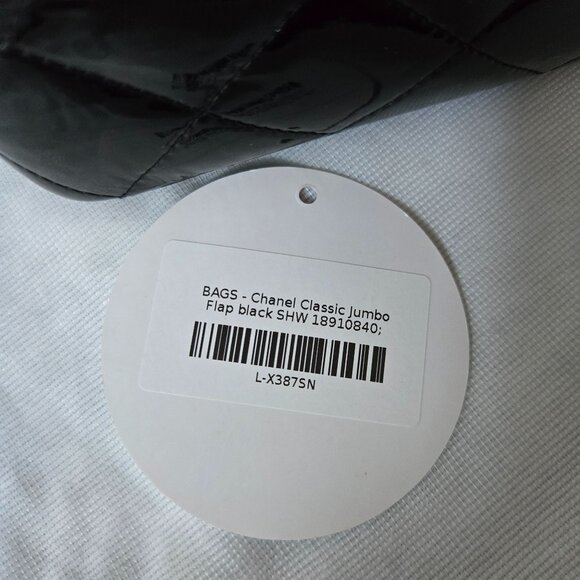 BAGS - Chanel Classic Jumbo
Flap black SHW 18910840;
L-X387SN